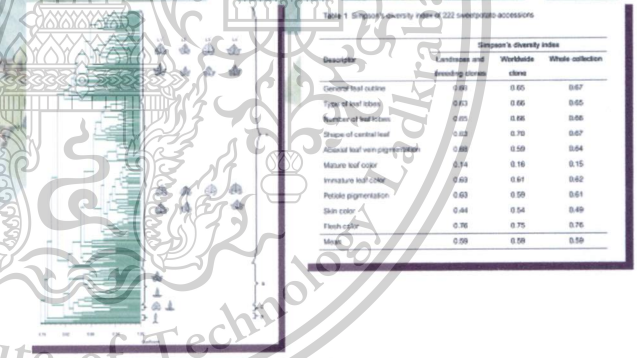 Table 1 Simpson's diversity index of 222 sweetpotato accessions
Simpson's diversity index
Descriptor Landraces and Worldwide Whole collection
breeding clones clone
General leaf outline 0.68 0.65 0.67
Type of leaf lobes 0.63 0.66 0.65
Number of leaf lobes 0.65 0.66 0.66
Shape of central leaf 0.78 0.67
Abaxial leaf vein pigmentation 0.68 0.59 0.64
Mature leaf color 0.14 0.16 0.15
Immature leaf color 0.63 0.61 0.62
Petiole pigmentation 0.63 0.59 0.61
Skin color 0.44 0.54 0.49
Flesh color 0.76 0.75 0.76
Mean 0.59 0.59 0.59
of Technology Ladkra